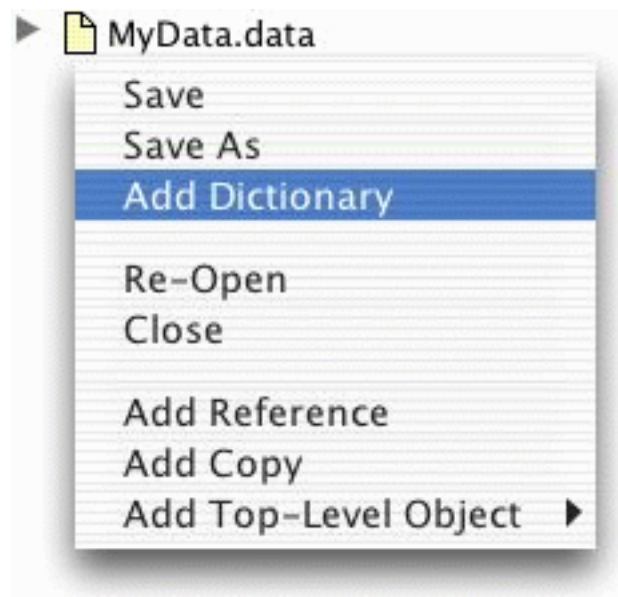 MyData.data
Save
Save As
Add Dictionary
Re-Open
Close
Add Reference
Add Copy
Add Top-Level Object